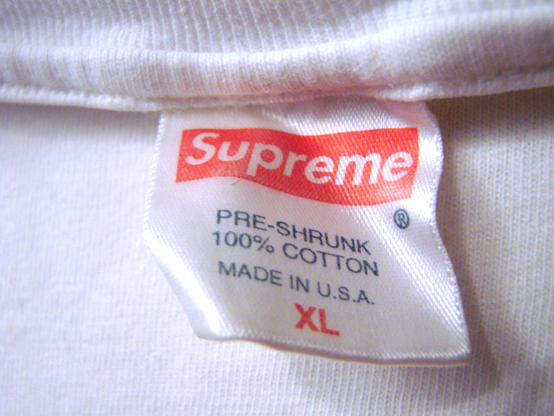 Supreme
®
PRE-SHRUNK
100% COTTON
MADE IN U.S.A.
XL